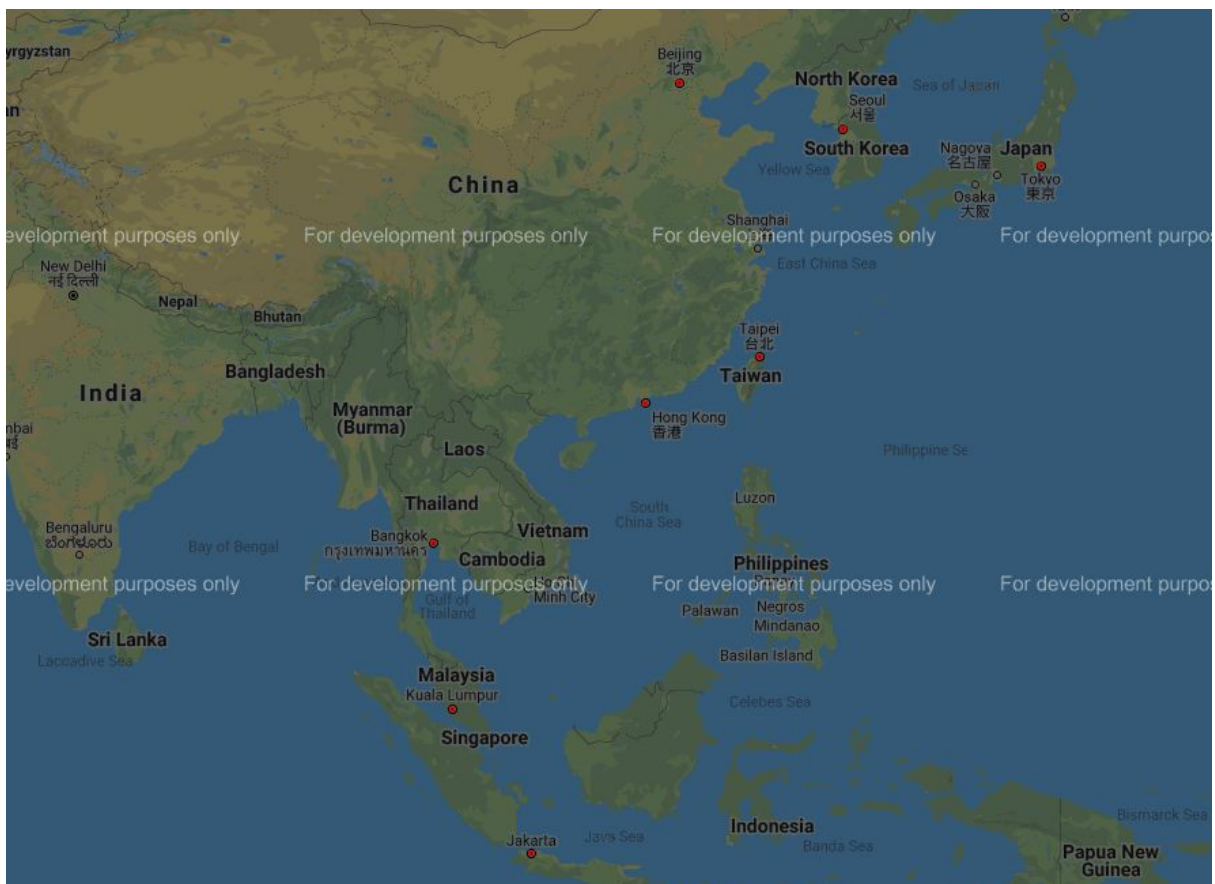 yrgyzstan
Beijing
北京
North Korea
Sea of Japan
Seoul
서울
South Korea
Yellow Sea
Nagoya
名古屋
Japan
Tokyo
東京
Osaka
大阪
China
Shanghai
East China Sea
evelopment purposes only
For development purposes only
For development purposes only
For development purpos
New Delhi
नई दिल्ली
Nepal
Bhutan
Taipei
台北
Taiwan
Bangladesh
India
Myanmar
(Burma)
Hong Kong
香港
Laos
Philippine Se
Thailand
Luzon
South
China Sea
Vietnam
Bengaluru
ಬೆಂಗಳೂರು
Bay of Bengal
Bangkok
กรุงเทพมหานคร
Cambodia
Philippines
evelopment purposes only
For development purposes only
For development purposes only
For development purpos
Minh City
Gulf of
Thailand
Palawan
Negros
Mindanao
Sri Lanka
Laccadive Sea
Basilan Island
Malaysia
Kuala Lumpur
Celebes Sea
Singapore
Indonesia
Jakarta
Java Sea
Banda Sea
Bismarck Sea
Papua New
Guinea